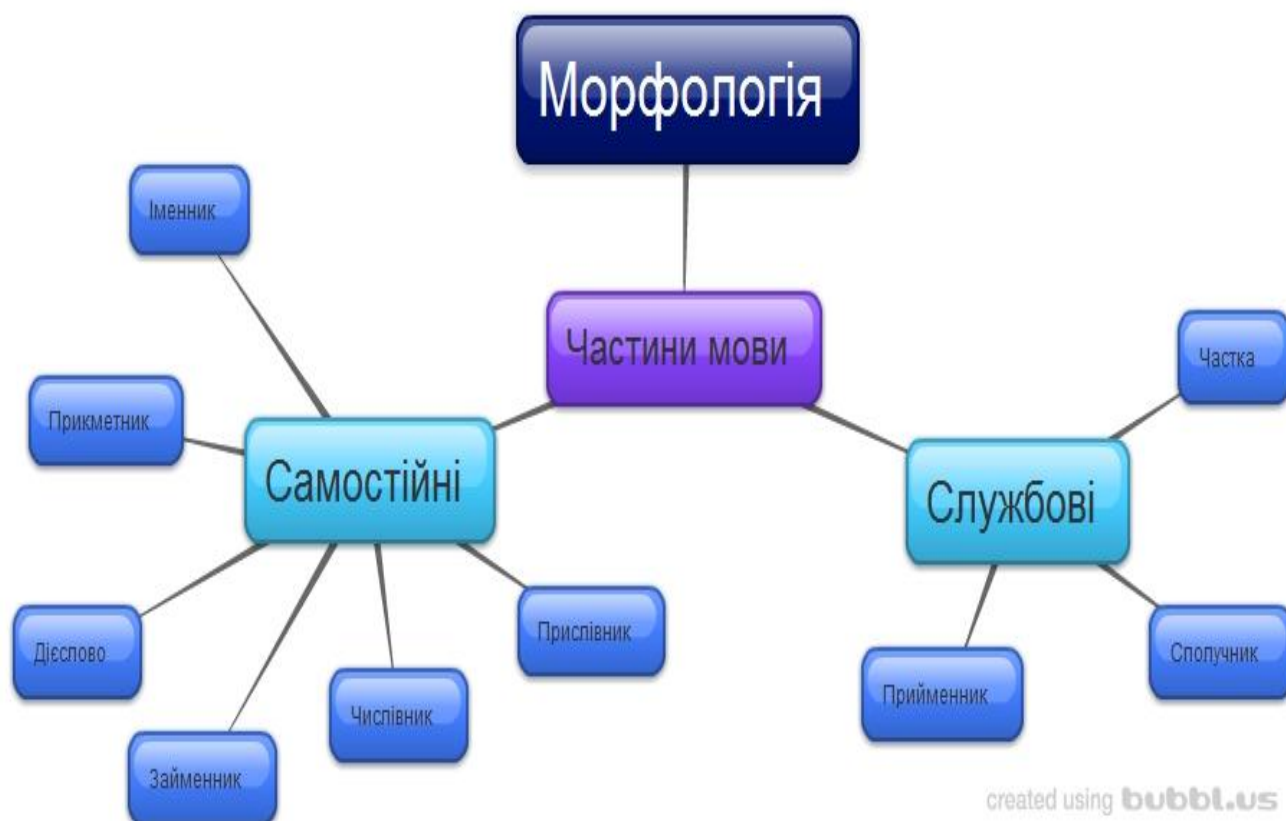 Морфологія
Іменник
Частини мови
Частка
Прикметник
Самостійні
Службові
Дієслово
Прислівник
Сполучник
Числівник
Прийменник
Займенник
created using bubbl.us